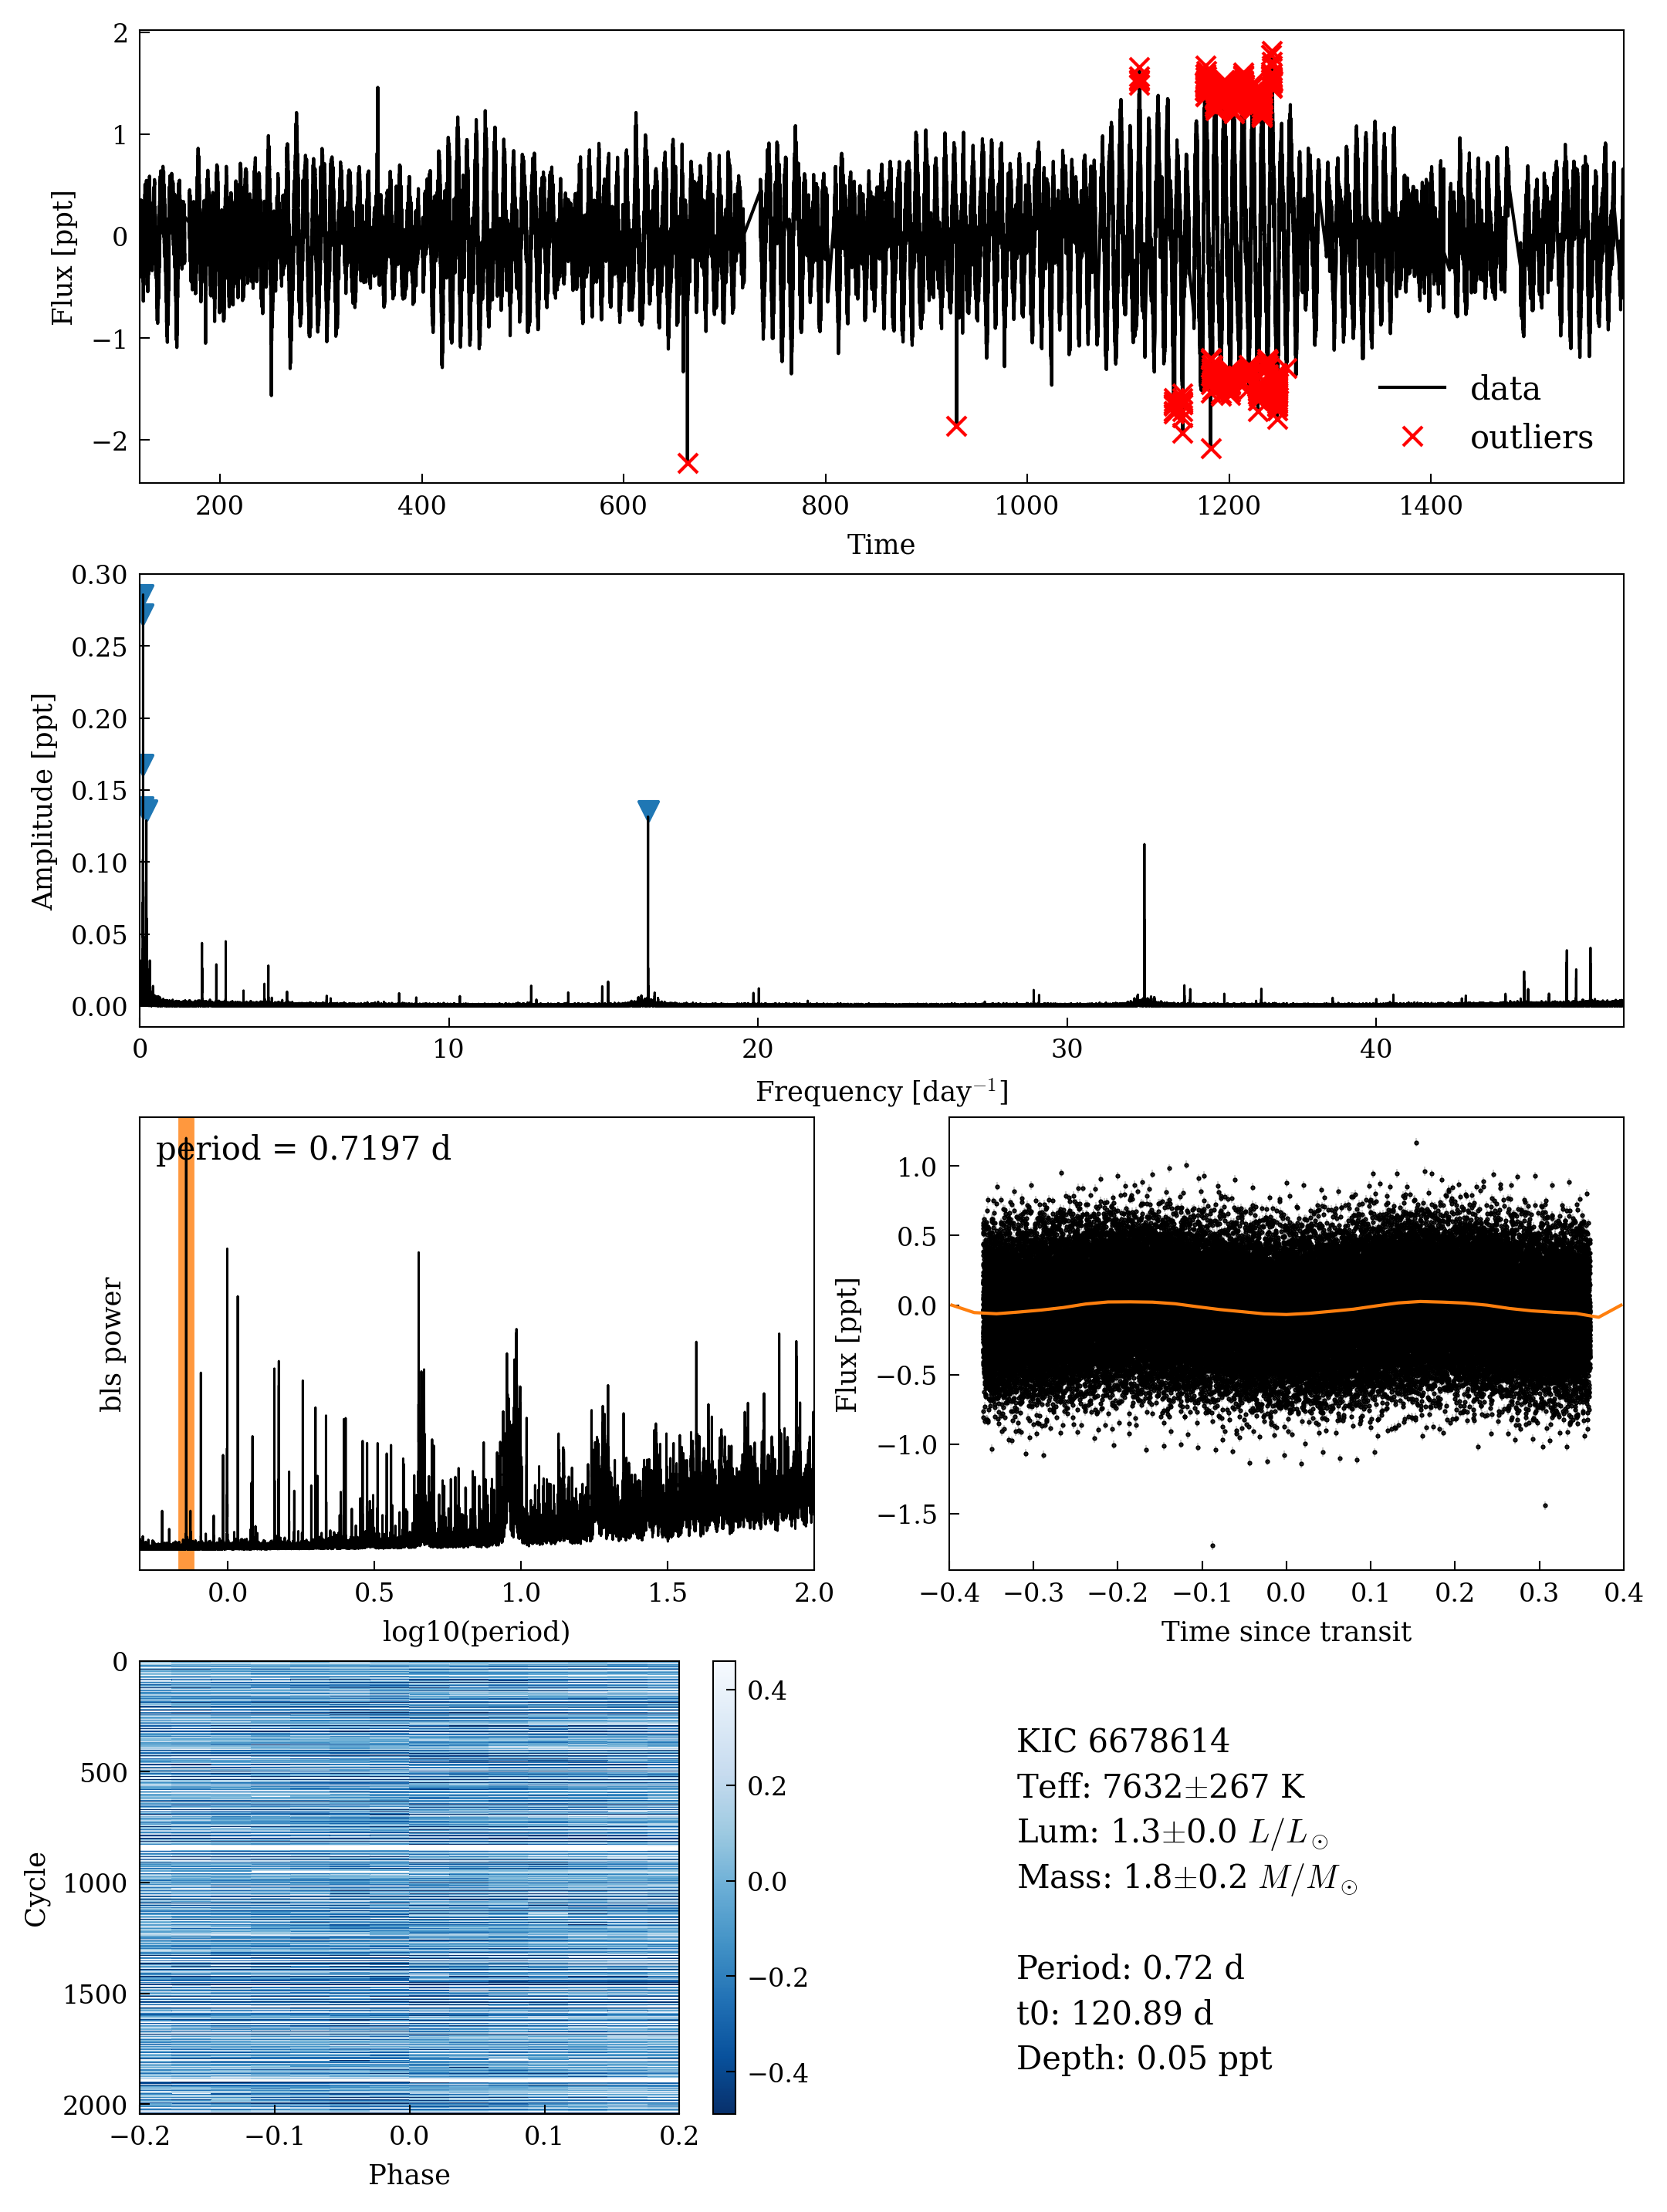 2
1
0
−1
−2
Flux [ppt]
data
outliers
200 400 600 800 1000 1200 1400
Time
0.30
0.25
0.20
0.15
0.10
0.05
0.00
Amplitude [ppt]
0 10 20 30 40
Frequency [day⁻¹]
period = 0.7197 d
bls power
0.0 0.5 1.0 1.5 2.0
log10(period)
1.0
0.5
0.0
−0.5
−1.0
−1.5
Flux [ppt]
−0.4 −0.3 −0.2 −0.1 0.0 0.1 0.2 0.3 0.4
Time since transit
0
500
1000
1500
2000
Cycle
−0.2 −0.1 0.0 0.1 0.2
Phase
0.4
0.2
0.0
−0.2
−0.4
KIC 6678614
Teff: 7632±267 K
Lum: 1.3±0.0 L/L☉
Mass: 1.8±0.2 M/M☉
Period: 0.72 d
t0: 120.89 d
Depth: 0.05 ppt